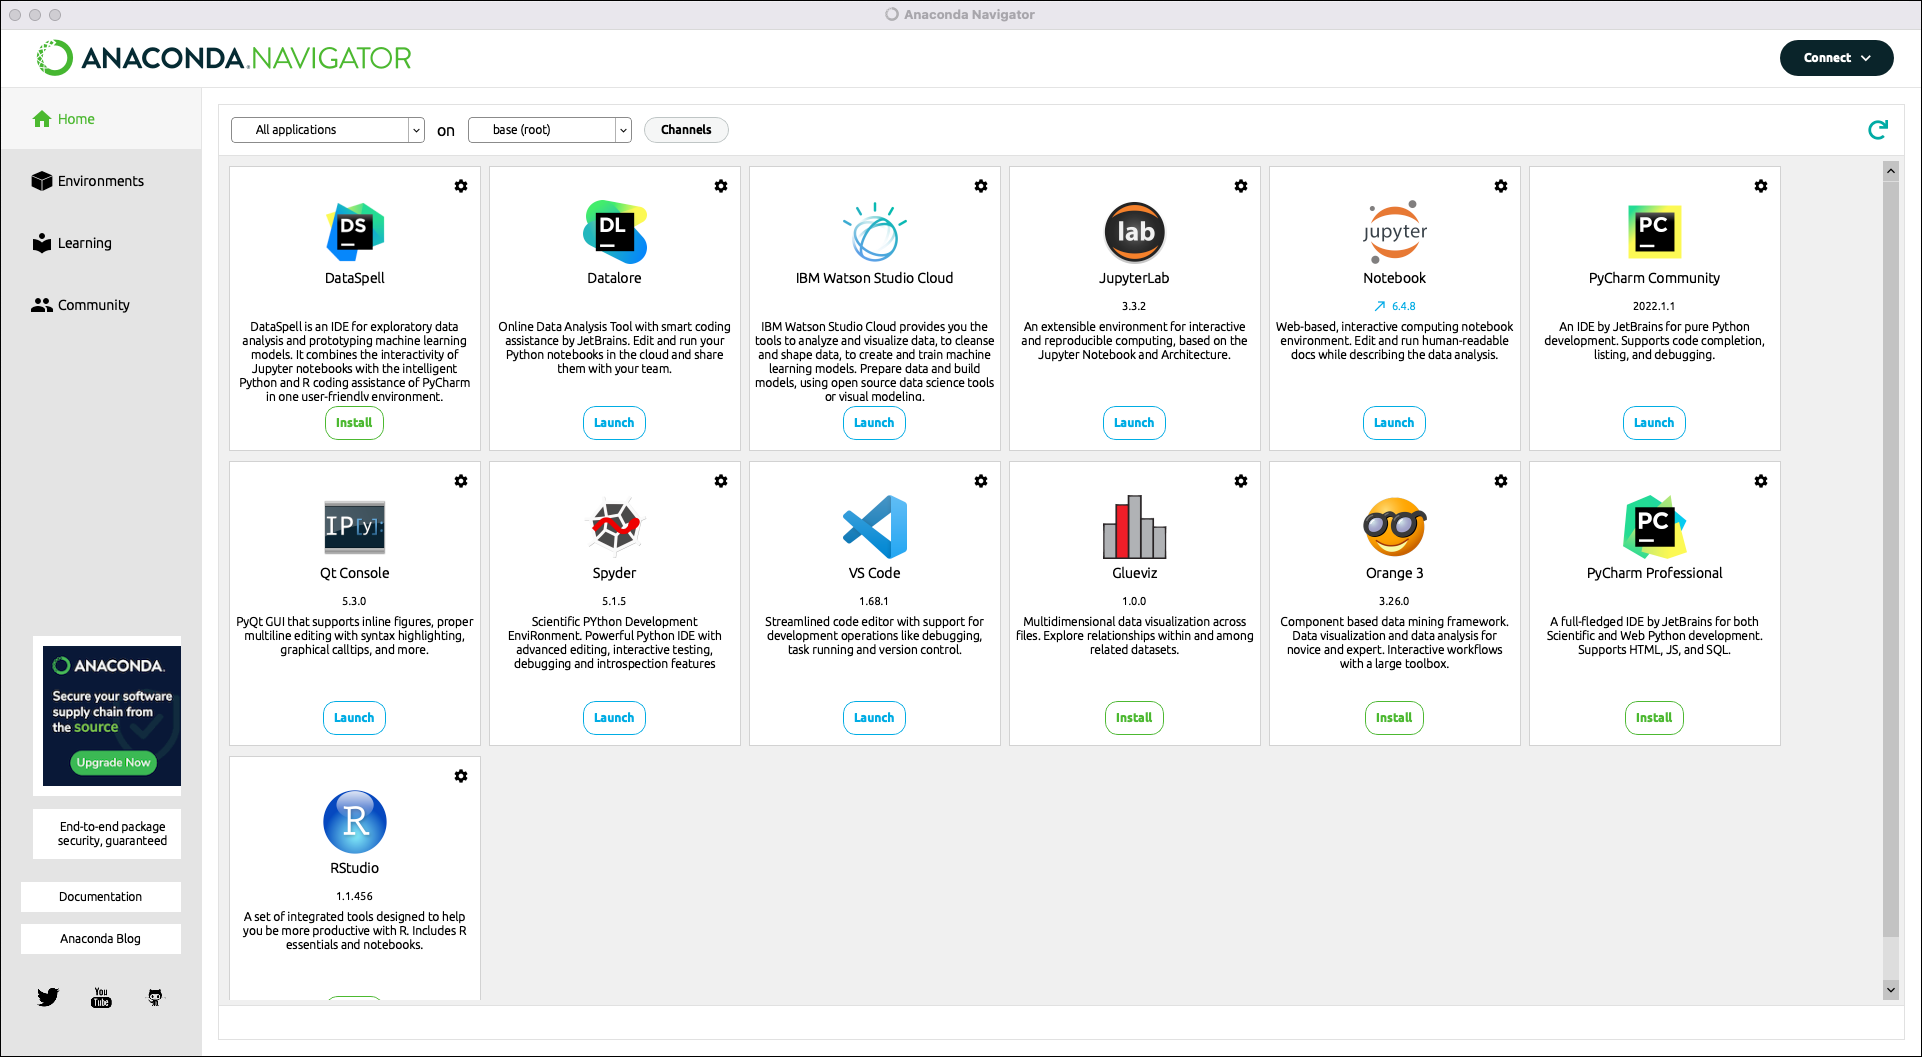 Anaconda Navigator
ANACONDA.NAVIGATOR
Connect
Home
Environments
Learning
Community
All applications
on
base (root)
Channels
DS
DataSpell
DataSpell is an IDE for exploratory data
analysis and prototyping machine learning
models. It combines the interactivity of
Jupyter notebooks with the intelligent
Python and R coding assistance of PyCharm
in one user-friendly environment.
Install
DL
Datalore
Online Data Analysis Tool with smart coding
assistance by JetBrains. Edit and run your
Python notebooks in the cloud and share
them with your team.
Launch
IBM Watson Studio Cloud
IBM Watson Studio Cloud provides you the
tools to analyze and visualize data, to cleanse
and shape data, to create and train machine
learning models. Prepare data and build
models, using open source data science tools
or visual modeling.
Launch
lab
JupyterLab
3.3.2
An extensible environment for interactive
and reproducible computing, based on the
Jupyter Notebook and Architecture.
Launch
jupyter
Notebook
6.4.8
Web-based, interactive computing notebook
environment. Edit and run human-readable
docs while describing the data analysis.
Launch
PC
PyCharm Community
2022.1.1
An IDE by JetBrains for pure Python
development. Supports code completion,
listing, and debugging.
Launch
IP[y]:
Qt Console
5.3.0
PyQt GUI that supports inline figures, proper
multiline editing with syntax highlighting,
graphical calltips, and more.
Launch
Spyder
5.1.5
Scientific PYthon Development
EnviRonment. Powerful Python IDE with
advanced editing, interactive testing,
debugging and introspection features
Launch
VS Code
1.68.1
Streamlined code editor with support for
development operations like debugging,
task running and version control.
Launch
Glueviz
1.0.0
Multidimensional data visualization across
files. Explore relationships within and among
related datasets.
Install
Orange 3
3.26.0
Component based data mining framework.
Data visualization and data analysis for
novice and expert. Interactive workflows
with a large toolbox.
Install
PC
PyCharm Professional
A full-fledged IDE by JetBrains for both
Scientific and Web Python development.
Supports HTML, JS, and SQL.
Install
R
RStudio
1.1.456
A set of integrated tools designed to help
you be more productive with R. Includes R
essentials and notebooks.
ANACONDA.
Secure your software
supply chain from
the source
Upgrade Now
End-to-end package
security, guaranteed
Documentation
Anaconda Blog
You
Tube